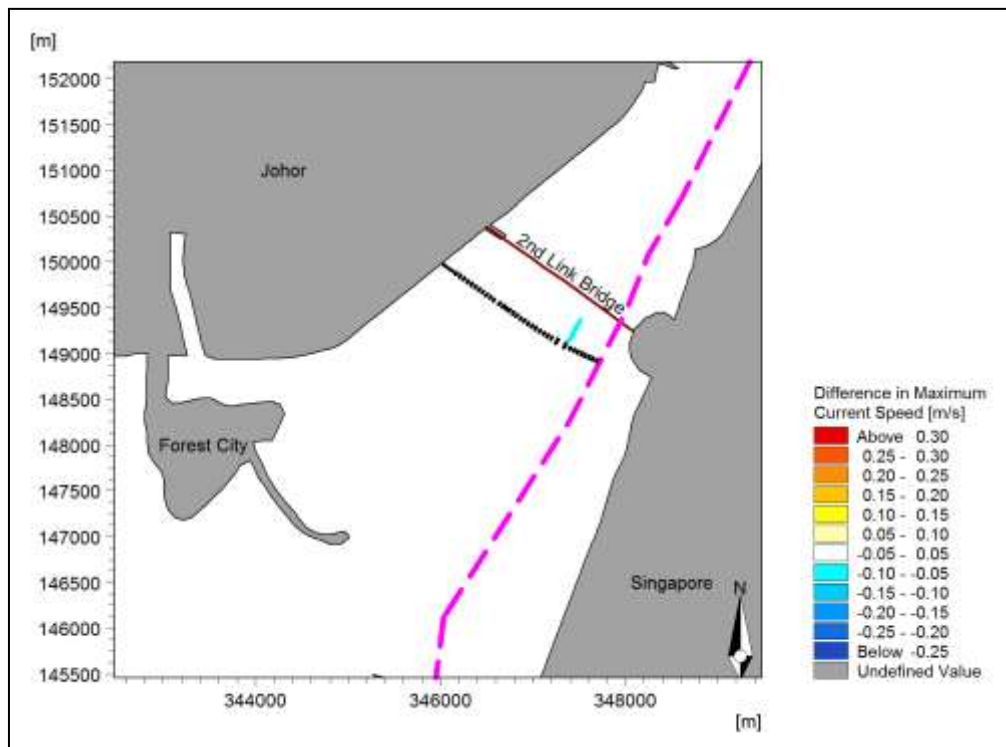 [m]
152000
151500
151000
150500
150000
149500
149000
148500
148000
147500
147000
146500
146000
145500
Johor
2nd Link Bridge
Forest City
Singapore
N
344000
346000
348000
[m]
Difference in Maximum
Current Speed [m/s]
Above 0.30
0.25 - 0.30
0.20 - 0.25
0.15 - 0.20
0.10 - 0.15
0.05 - 0.10
-0.05 - 0.05
-0.10 - -0.05
-0.15 - -0.10
-0.20 - -0.15
-0.25 - -0.20
Below -0.25
Undefined Value